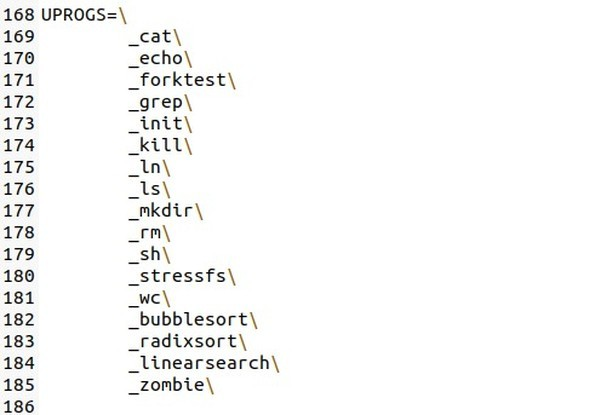 168 UPROGS=\
169 _cat\
170 _echo\
171 _forktest\
172 _grep\
173 _init\
174 _kill\
175 _ln\
176 _ls\
177 _mkdir\
178 _rm\
179 _sh\
180 _stressfs\
181 _wc\
182 _bubblesort\
183 _radixsort\
184 _linearsearch\
185 _zombie\
186